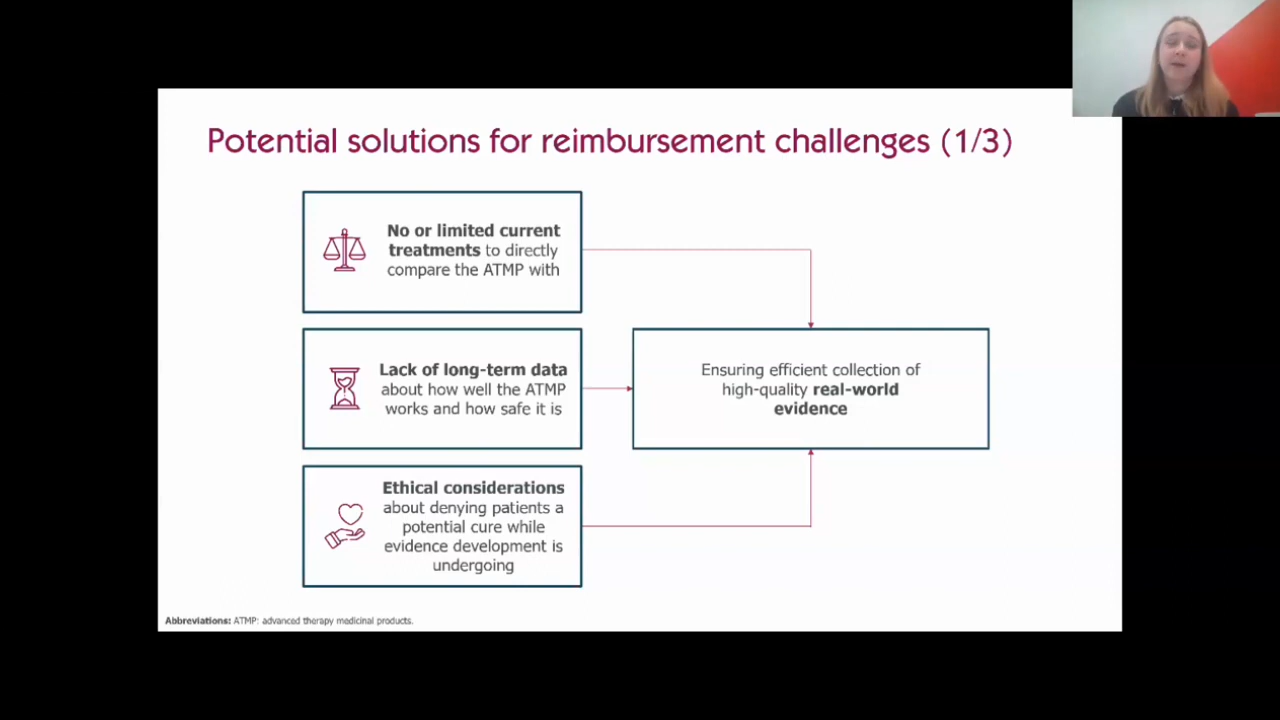 Potential solutions for reimbursement challenges (1/3)
No or limited current
treatments to directly
compare the ATMP with
Lack of long-term data
about how well the ATMP
works and how safe it is
Ensuring efficient collection of
high-quality real-world
evidence
Ethical considerations
about denying patients a
potential cure while
evidence development is
undergoing
Abbreviations: ATMP: advanced therapy medicinal products.